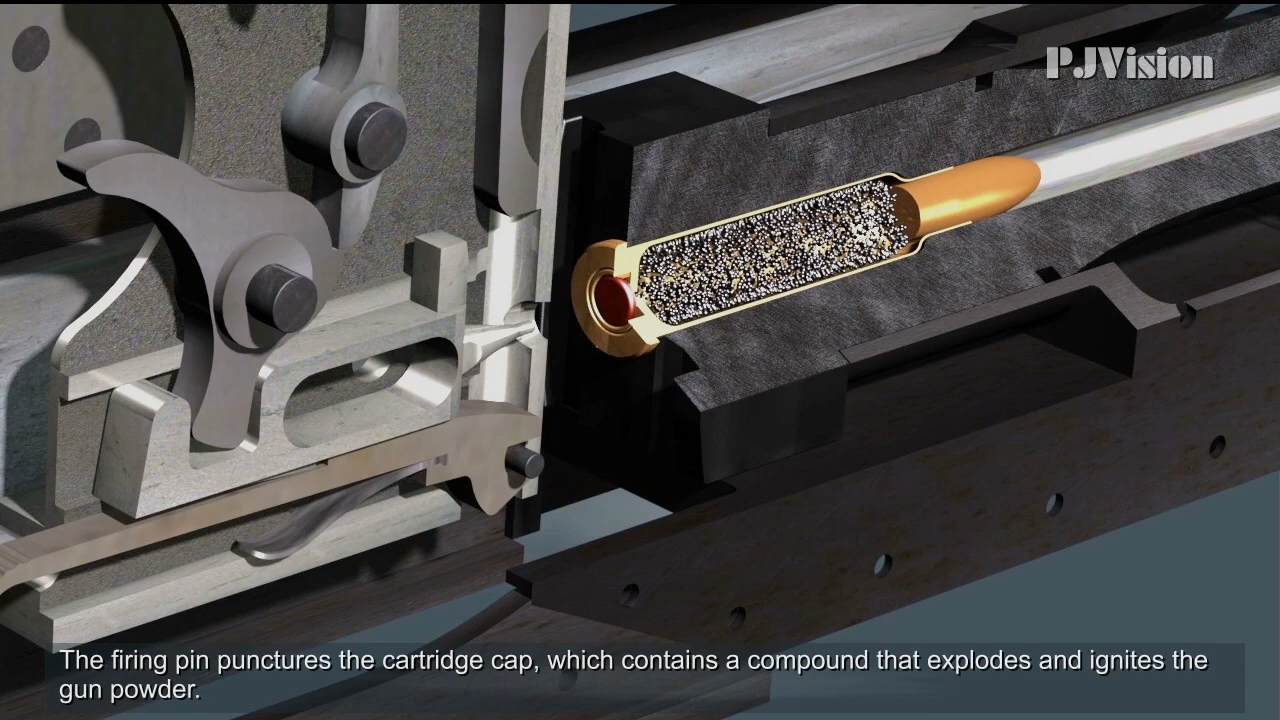 PJVision
The firing pin punctures the cartridge cap, which contains a compound that explodes and ignites the
gun powder.